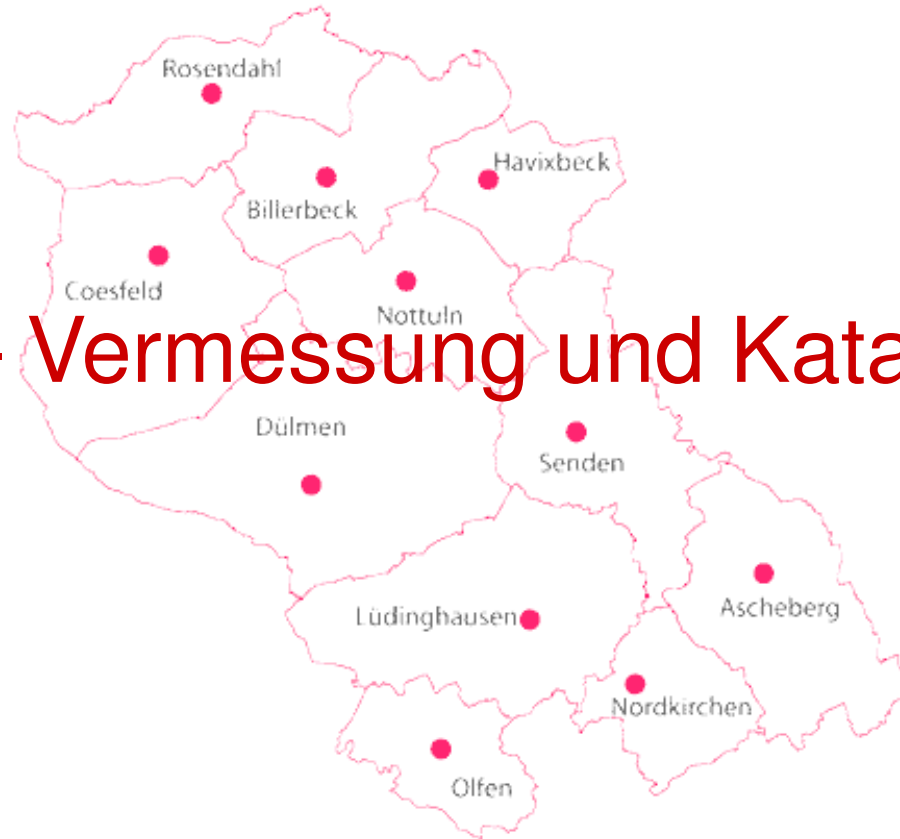 Rosendahl
Havixbeck
Billerbeck
Coesfeld
Nottuln
- Vermessung und Kata
Dülmen
Senden
Ascheberg
Lüdinghausen
Nordkirchen
Olfen